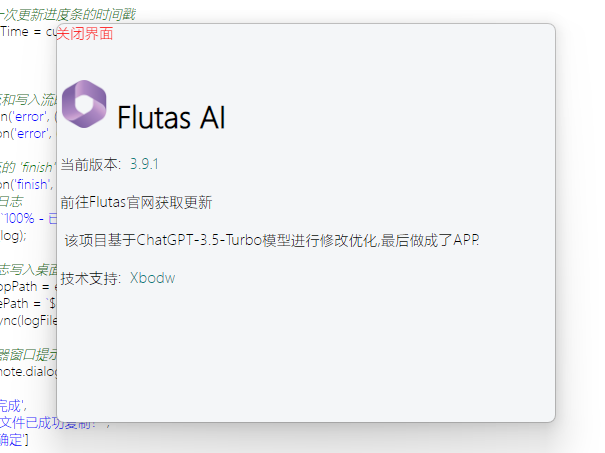 一次更新进度条的时间戳
Time = cu
关闭界面
Flutas AI
和写入流的
n('error', (
on('error',
当前版本: 3.9.1
的 'finish'
on('finish',
前往Flutas官网获取更新
日志
`100% - 已
log);
该项目基于ChatGPT-3.5-Turbo模型进行修改优化,最后做成了APP.
志写入桌面
opPath = e
技术支持: Xbodw
ePath = `$
ync(logFile
器窗口提示
note.dialog
完成',
文件已成功复制！',
确定']